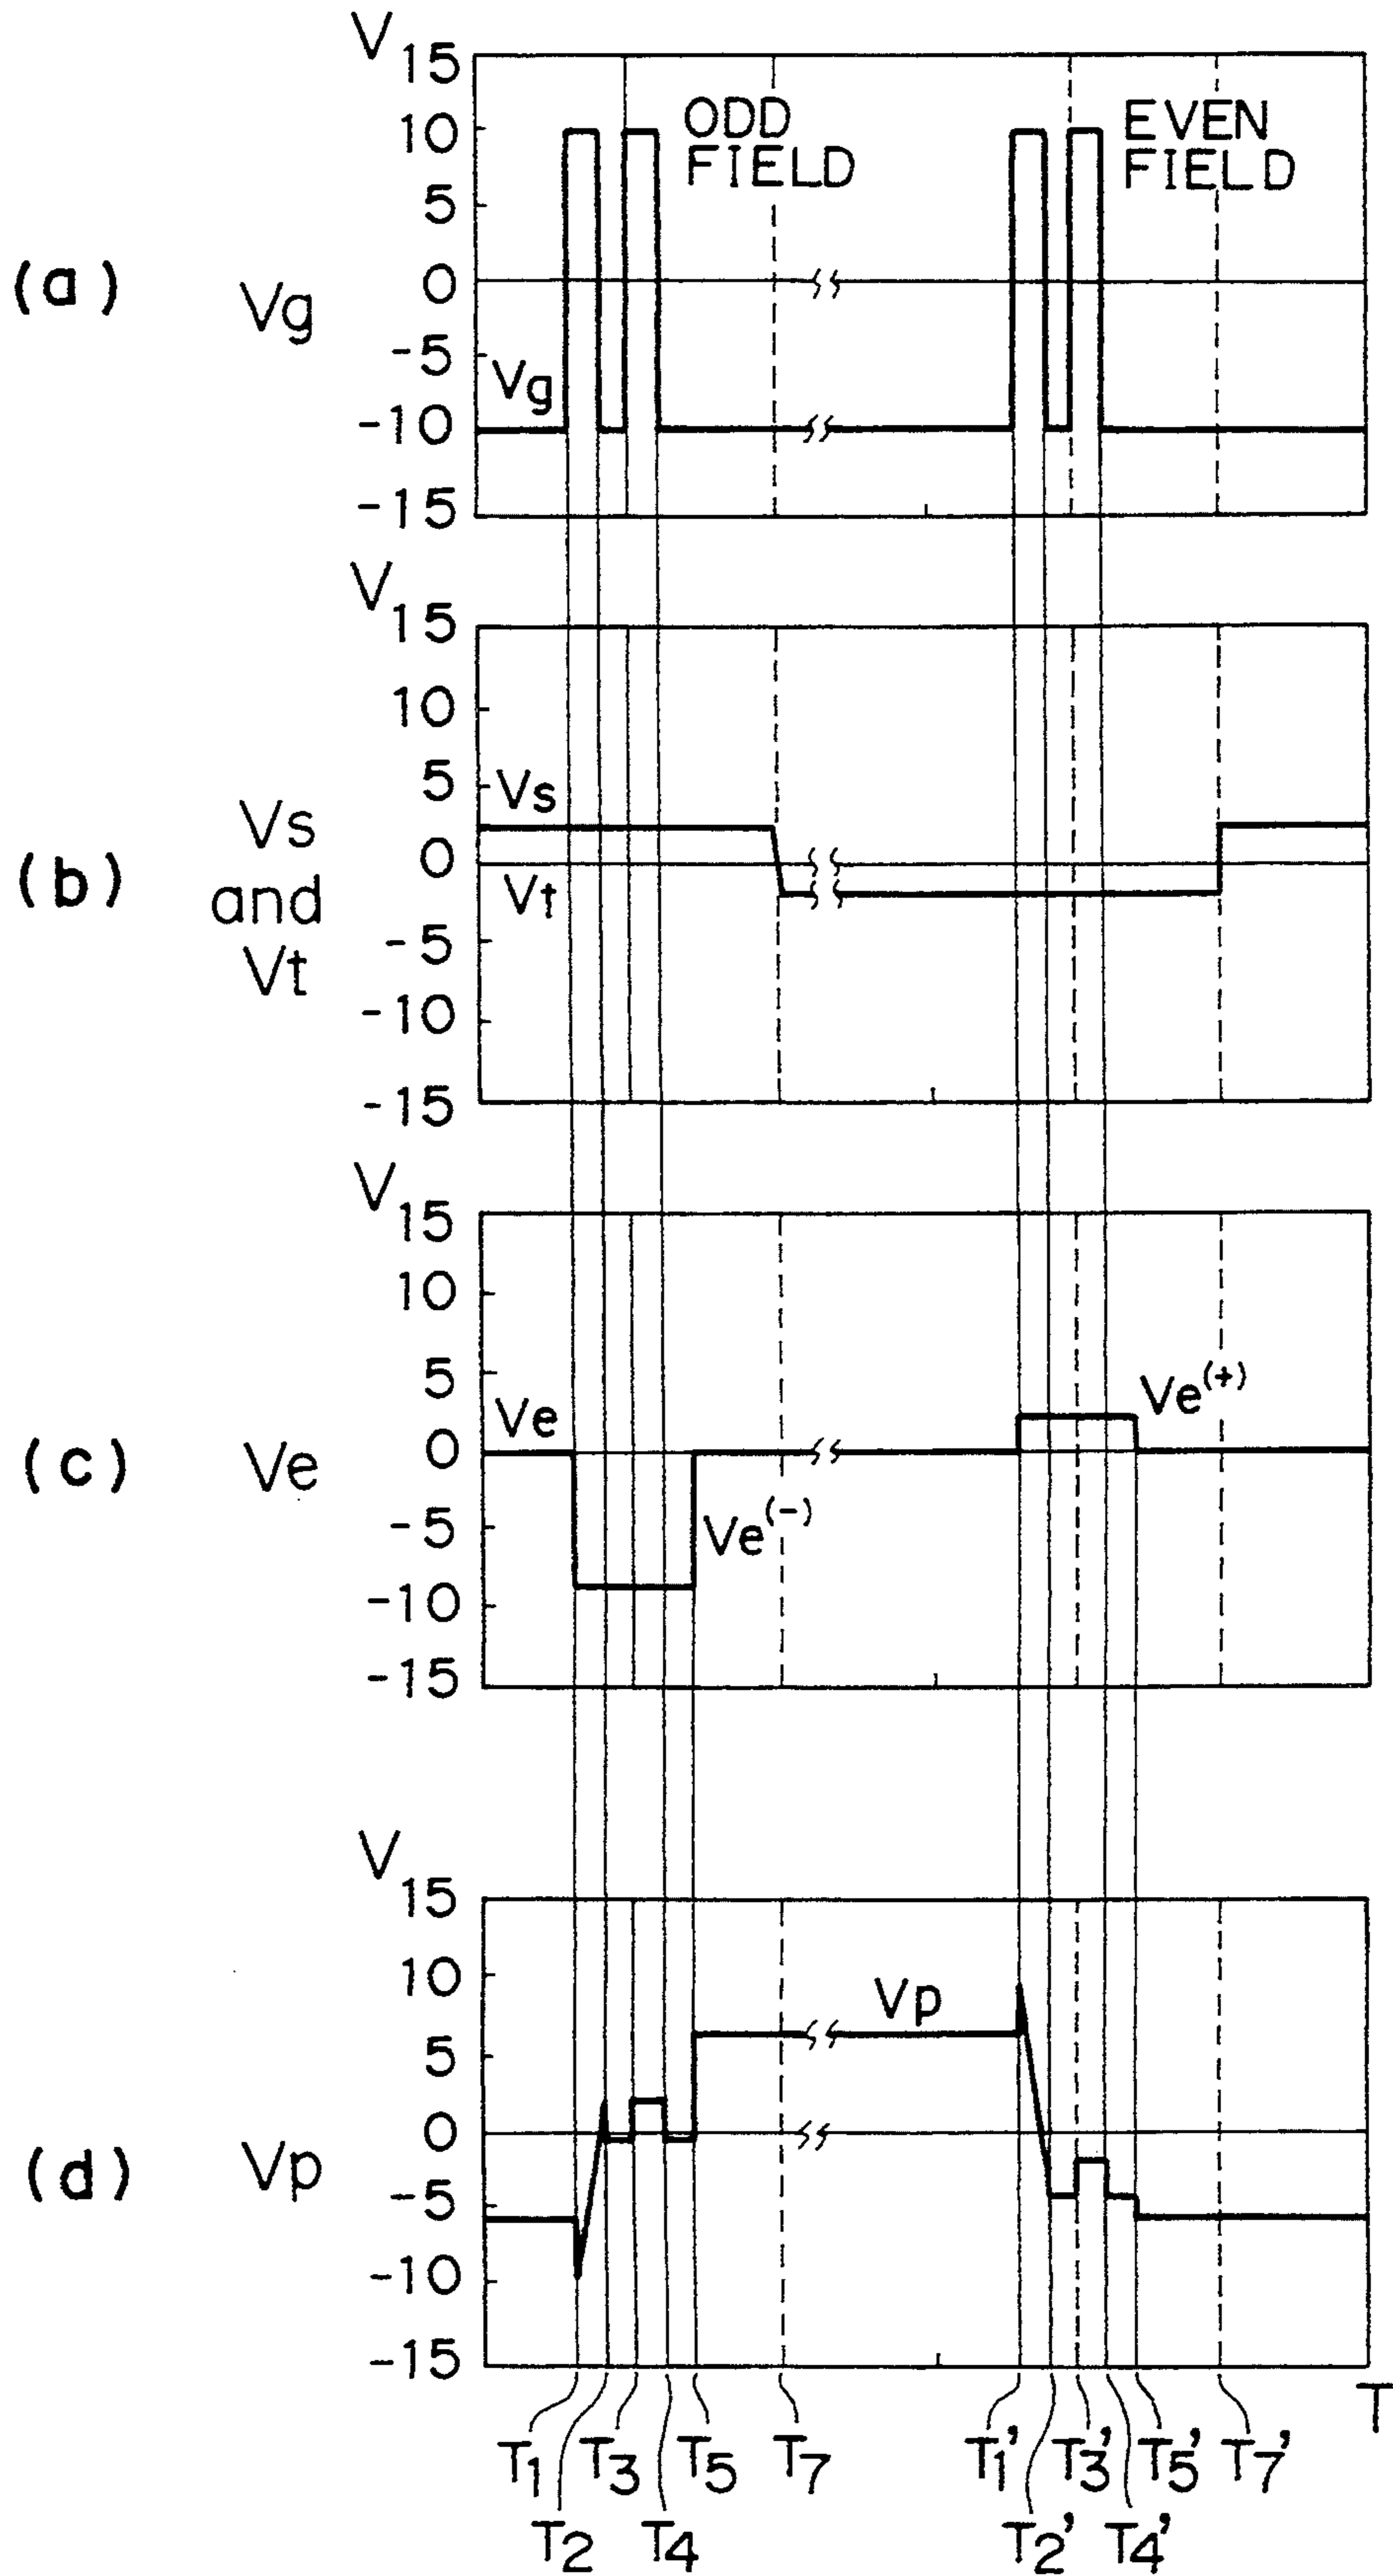 V
15
10
5
0
-5
-10
-15
(a)
Vg
Vg
ODD
FIELD
EVEN
FIELD
V
15
10
5
0
-5
-10
-15
(b)
Vs
and
Vt
Vs
Vt
V
15
10
5
0
-5
-10
-15
(c)
Ve
Ve
Ve(-)
Ve(+)
V
15
10
5
0
-5
-10
-15
(d)
Vp
Vp
T
T1 T3 T5 T7 T1' T3' T5' T7'
T2 T4 T2' T4'